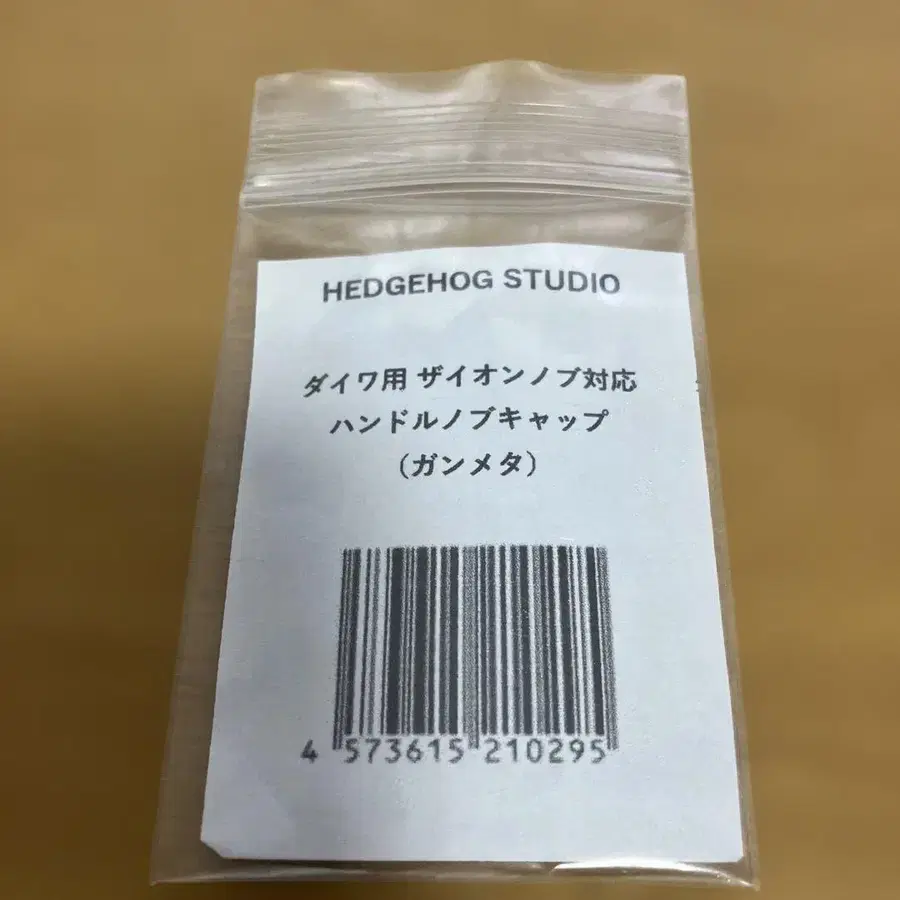 HEDGEHOG STUDIO
ダイワ用 ザイオンノブ対応
ハンドルノブキャップ
（ガンメタ）
4 573615 210295